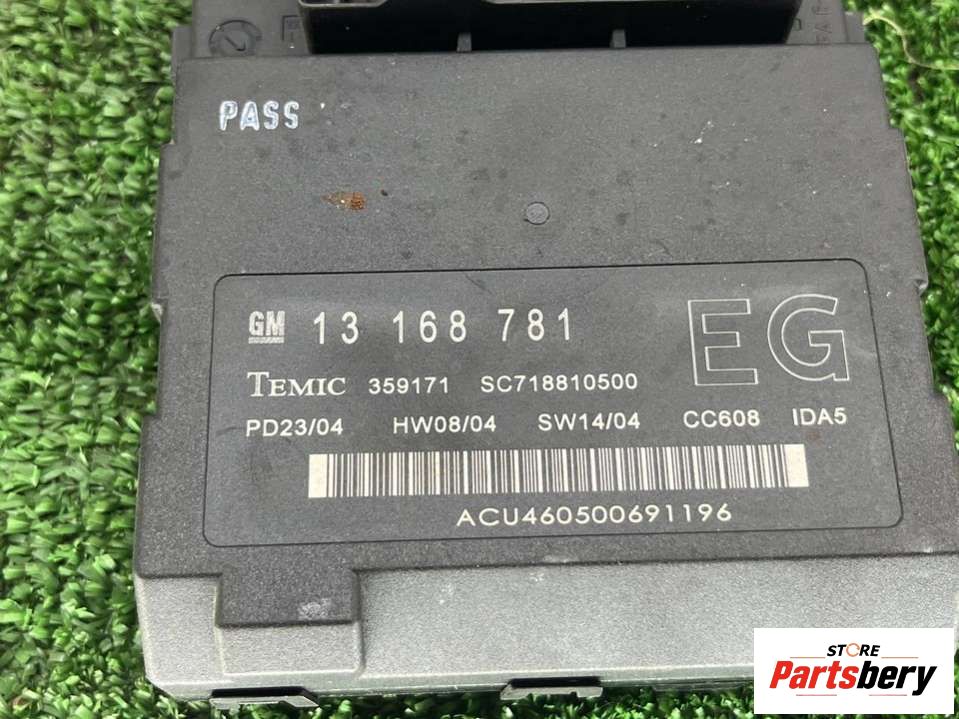 PASS
GM 13 168 781 EG
TEMIC 359171 SC718810500
PD23/04 HW08/04 SW14/04 CC608 IDA5
ACU460500691196
STORE
Partsbery